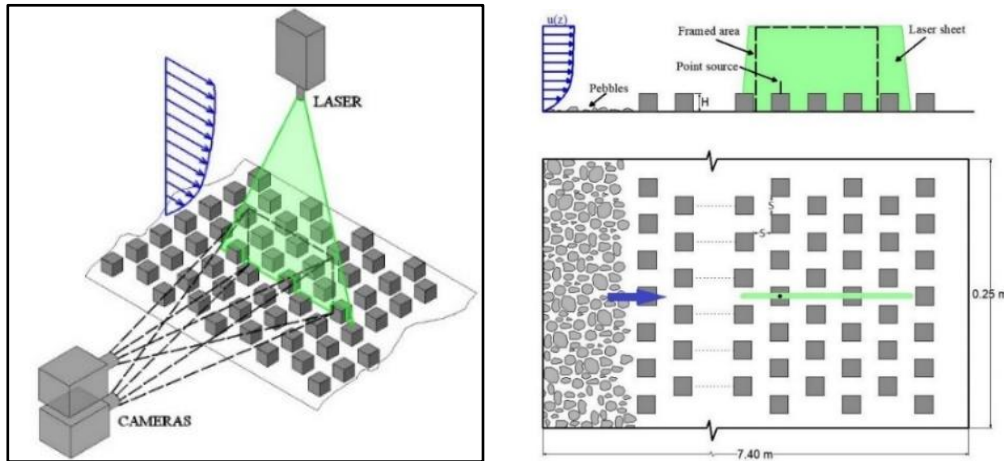 LASER
CAMERAS
u(z)
Framed area
Laser sheet
Point source
Pebbles
H
S
S
0.25 m
7.40 m